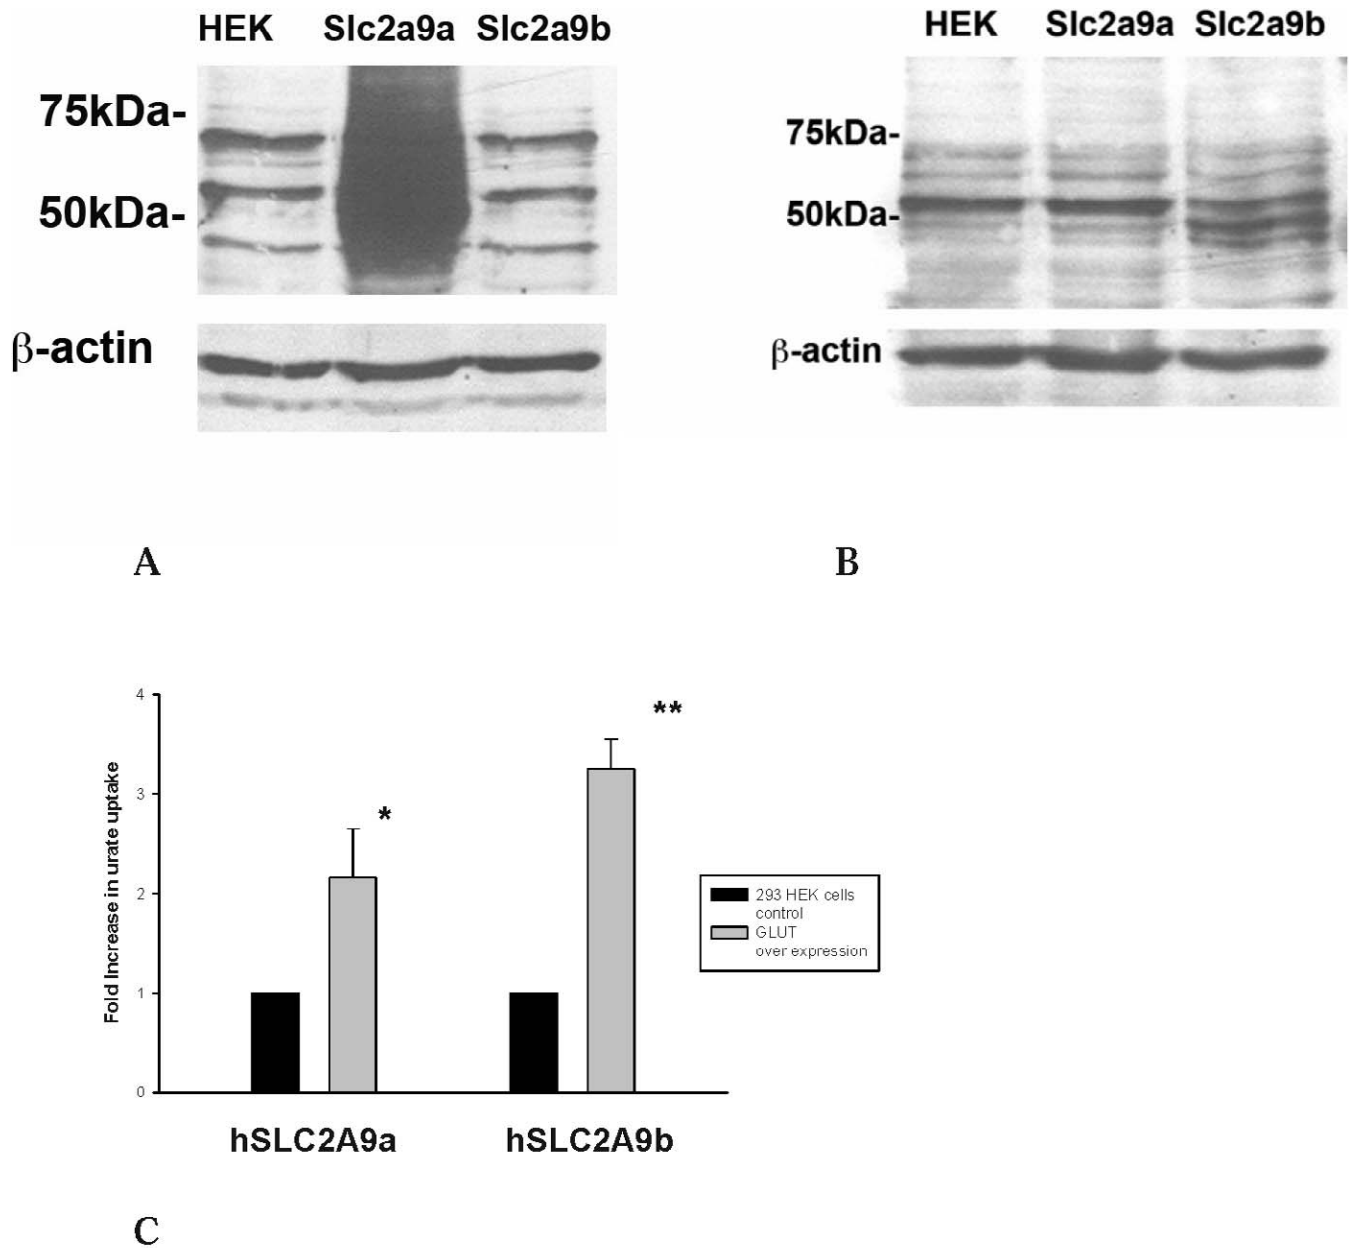 HEK Slc2a9a Slc2a9b
75kDa-
50kDa-
β-actin
A
HEK Slc2a9a Slc2a9b
75kDa-
50kDa-
β-actin
B
4
3
2
1
0
Fold Increase in urate uptake
*
**
293 HEK cells
control
GLUT
over expression
hSLC2A9a hSLC2A9b
C